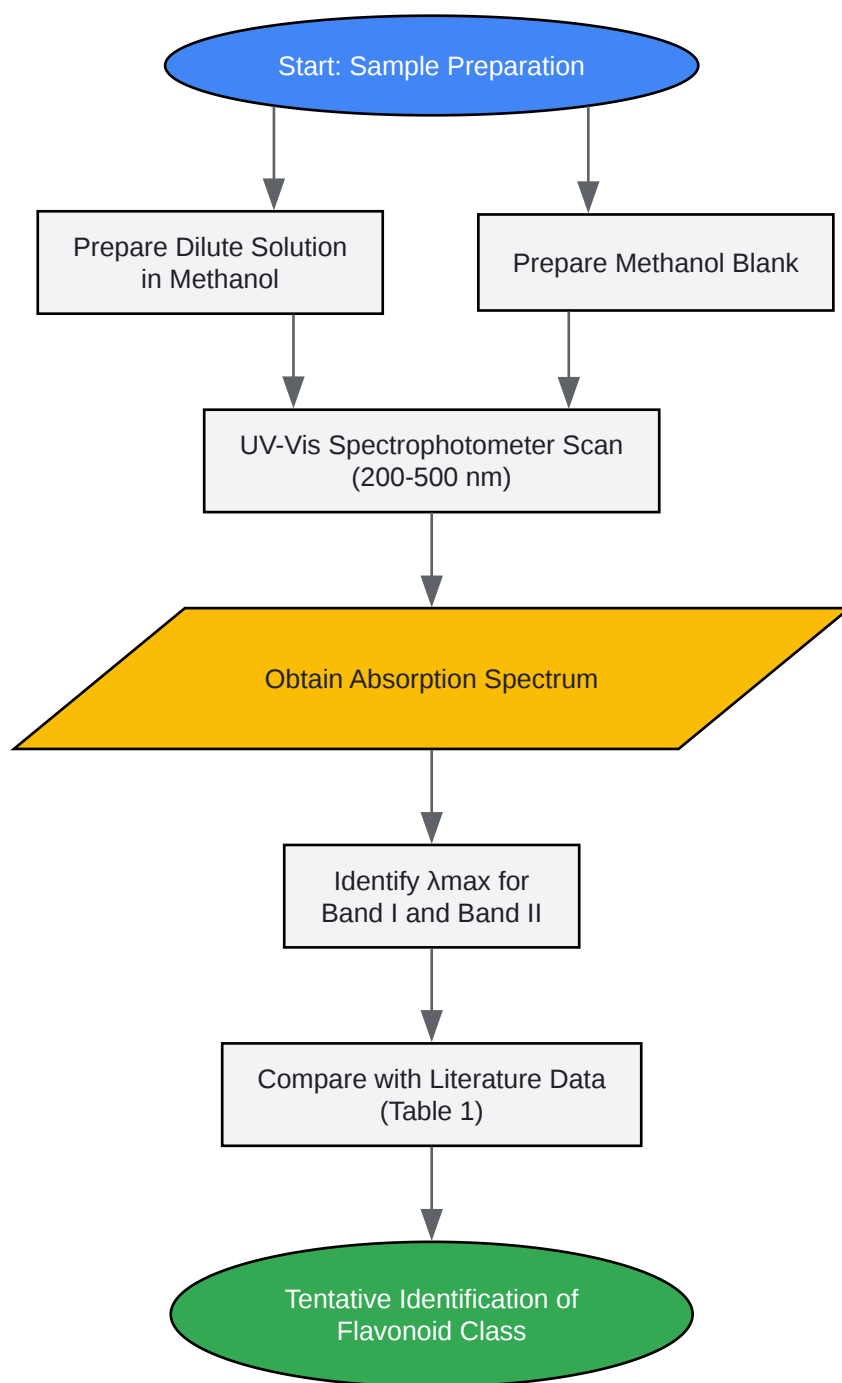 Start: Sample Preparation
Prepare Dilute Solution
in Methanol
Prepare Methanol Blank
UV-Vis Spectrophotometer Scan
(200-500 nm)
Obtain Absorption Spectrum
Identify λmax for
Band I and Band II
Compare with Literature Data
(Table 1)
Tentative Identification of
Flavonoid Class